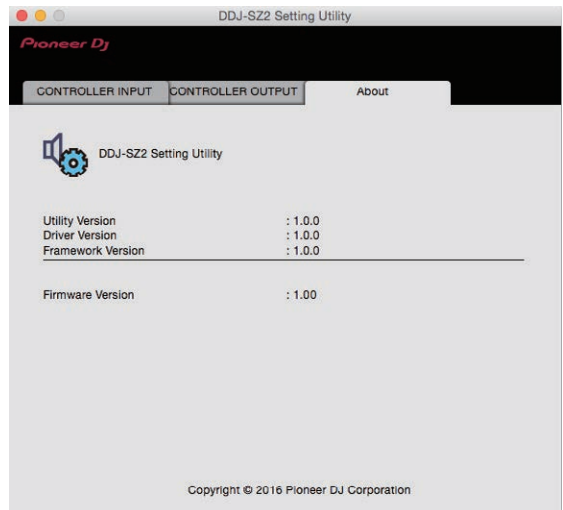 DDJ-SZ2 Setting Utility
Pioneer Dj
CONTROLLER INPUT CONTROLLER OUTPUT About
DDJ-SZ2 Setting Utility
Utility Version : 1.0.0
Driver Version : 1.0.0
Framework Version : 1.0.0
Firmware Version : 1.00
Copyright © 2016 Pioneer DJ Corporation